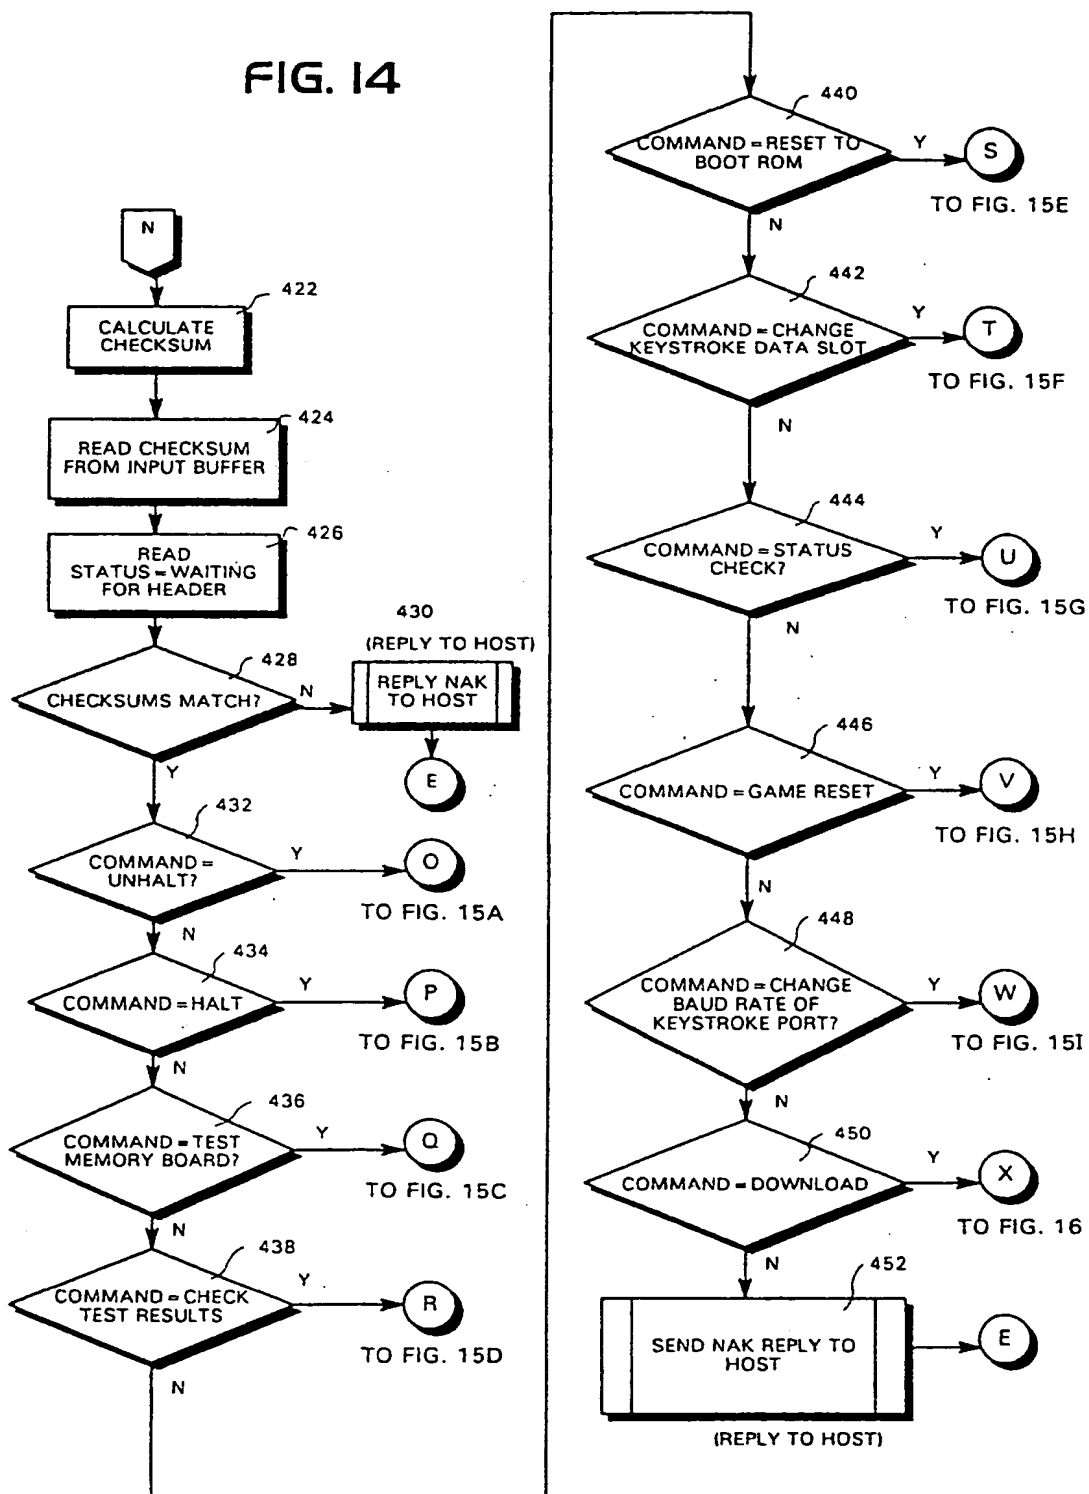 FIG. 14
N
422
CALCULATE
CHECKSUM
424
READ CHECKSUM
FROM INPUT BUFFER
426
READ
STATUS = WAITING
FOR HEADER
428
CHECKSUMS MATCH?
N
430
(REPLY TO HOST)
REPLY NAK
TO HOST
E
Y
432
COMMAND =
UNHALT?
Y
O
TO FIG. 15A
N
434
COMMAND = HALT
Y
P
TO FIG. 15B
N
436
COMMAND = TEST
MEMORY BOARD?
Y
Q
TO FIG. 15C
N
438
COMMAND = CHECK
TEST RESULTS
Y
R
TO FIG. 15D
N
440
COMMAND = RESET TO
BOOT ROM
Y
S
TO FIG. 15E
N
442
COMMAND = CHANGE
KEYSTROKE DATA SLOT
Y
T
TO FIG. 15F
N
444
COMMAND = STATUS
CHECK?
Y
U
TO FIG. 15G
N
446
COMMAND = GAME RESET
Y
V
TO FIG. 15H
N
448
COMMAND = CHANGE
BAUD RATE OF
KEYSTROKE PORT?
Y
W
TO FIG. 15I
N
450
COMMAND = DOWNLOAD
Y
X
TO FIG. 16
N
452
SEND NAK REPLY TO
HOST
E
(REPLY TO HOST)